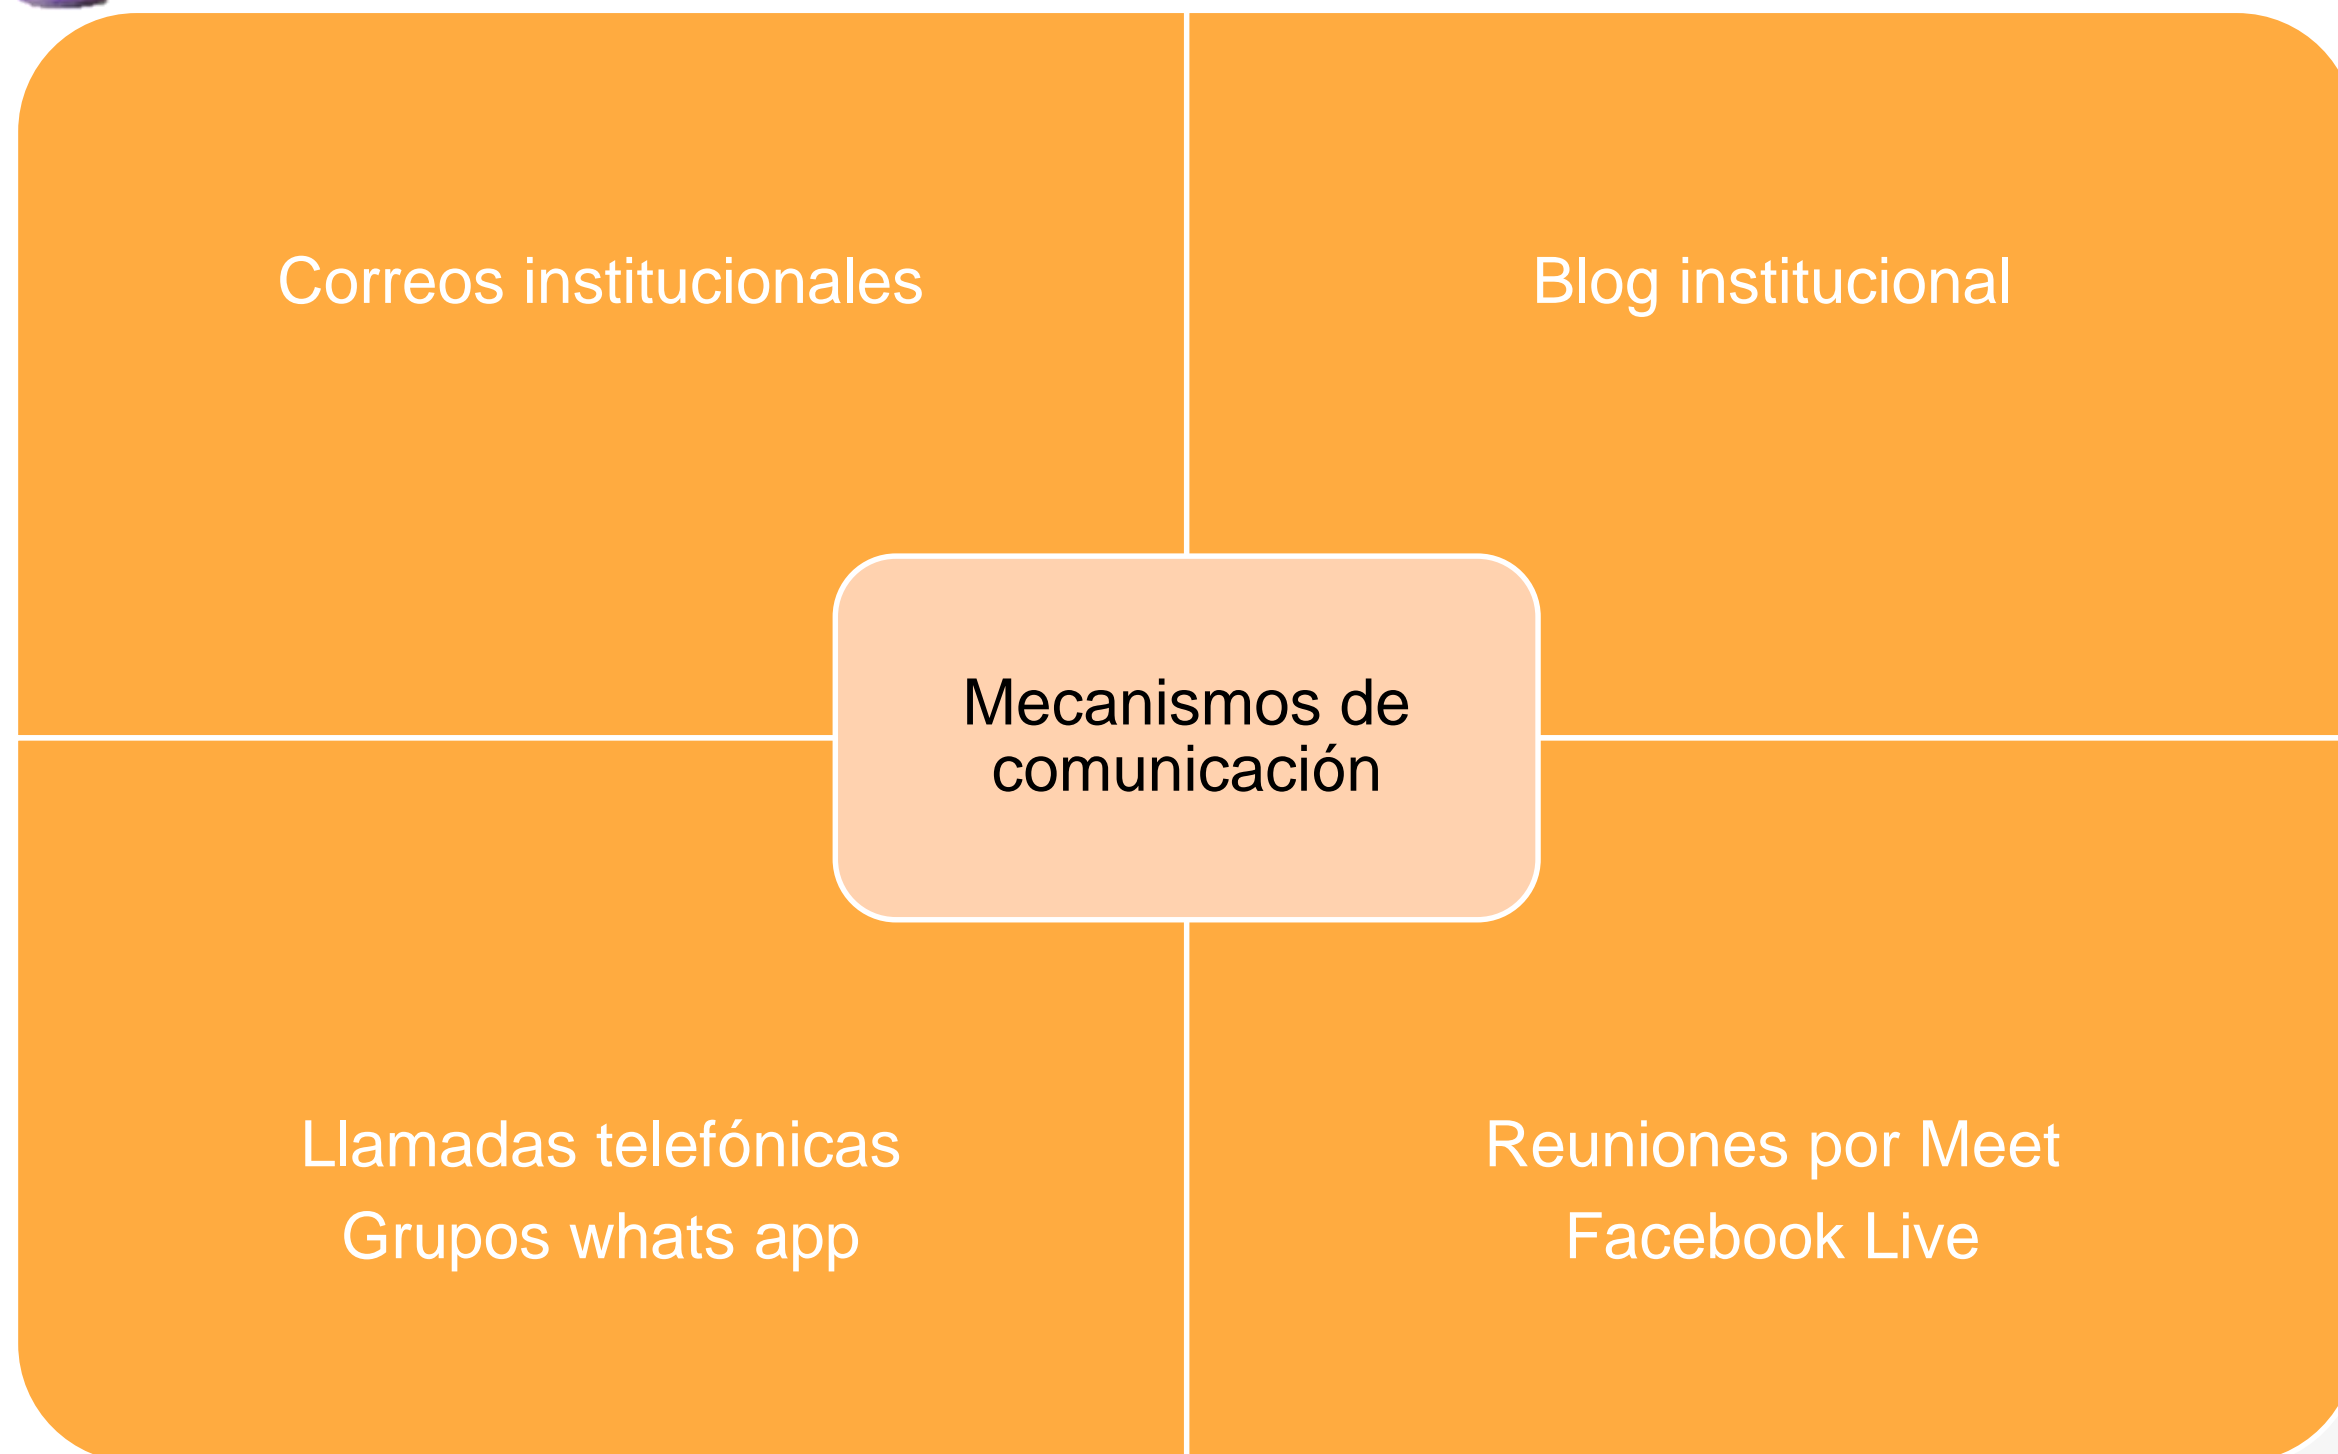 Correos institucionales
Blog institucional
Mecanismos de
comunicación
Llamadas telefónicas
Grupos whats app
Reuniones por Meet
Facebook Live